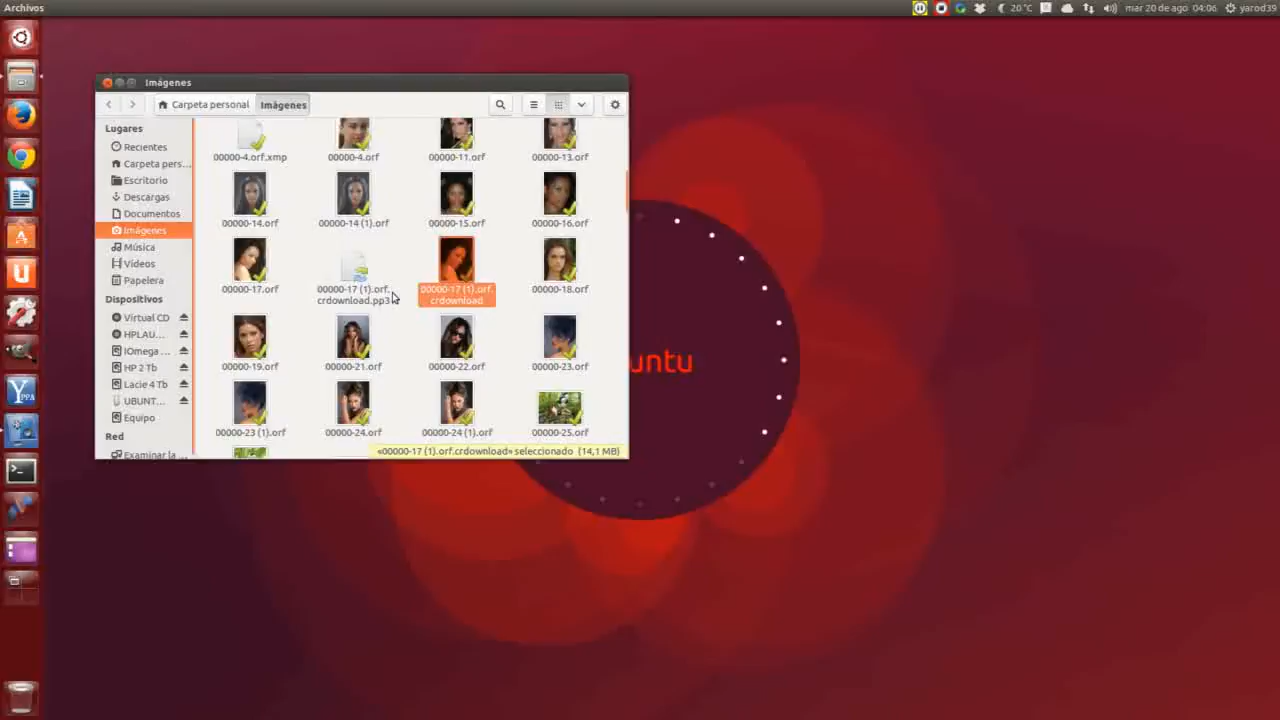 Archivos
20 °C
mar 20 de ago 04:06
yarod39
Imágenes
Carpeta personal
Imágenes
Lugares
Recientes
Carpeta pers...
Escritorio
Descargas
Documentos
Imágenes
Música
Vídeos
Papelera
Dispositivos
Virtual CD
HPLAU...
IOmega ...
HP 2 Tb
Lacie 4 Tb
UBUNT...
Equipo
Red
Examinar la ...
00000-4.orf.xmp
00000-4.orf
00000-11.orf
00000-13.orf
00000-14.orf
00000-14 (1).orf
00000-15.orf
00000-16.orf
00000-17.orf
00000-17 (1).orf.
crdownload.pp3
00000-17 (1).orf.
crdownload
00000-18.orf
00000-19.orf
00000-21.orf
00000-22.orf
00000-23.orf
00000-23 (1).orf
00000-24.orf
00000-24 (1).orf
00000-25.orf
«00000-17 (1).orf.crdownload» seleccionado (14,1 MB)
untu
YPPA